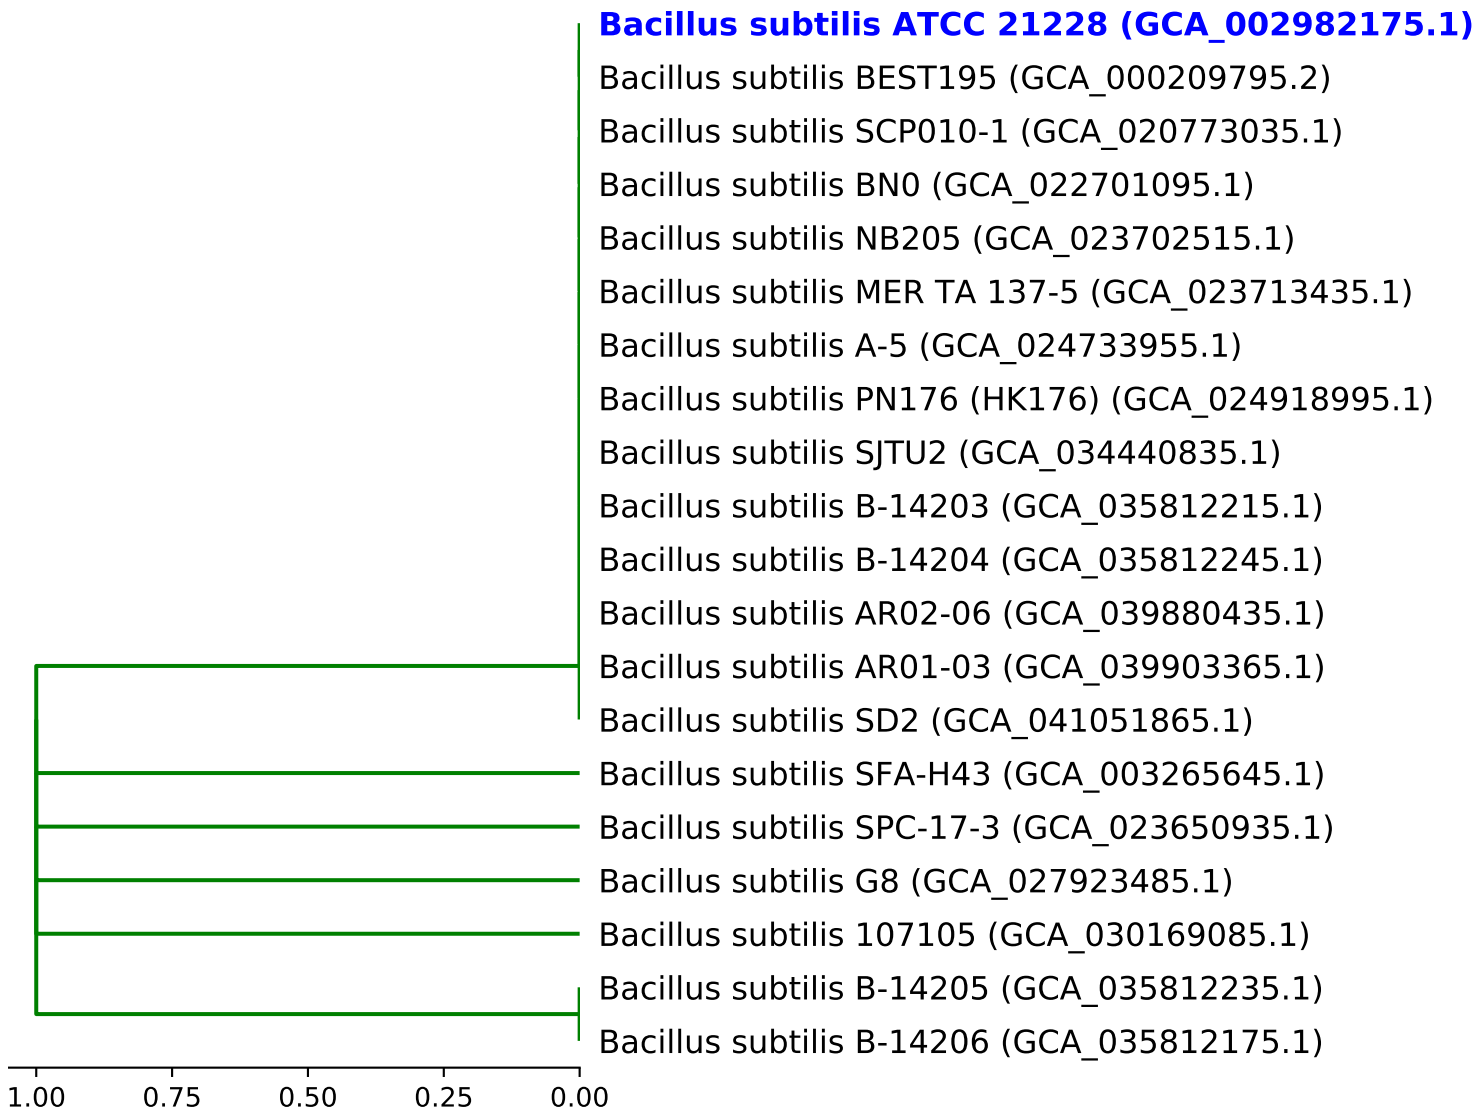 Bacillus subtilis ATCC 21228 (GCA_002982175.1)
Bacillus subtilis BEST195 (GCA_000209795.2)
Bacillus subtilis SCP010-1 (GCA_020773035.1)
Bacillus subtilis BN0 (GCA_022701095.1)
Bacillus subtilis NB205 (GCA_023702515.1)
Bacillus subtilis MER TA 137-5 (GCA_023713435.1)
Bacillus subtilis A-5 (GCA_024733955.1)
Bacillus subtilis PN176 (HK176) (GCA_024918995.1)
Bacillus subtilis SJTU2 (GCA_034440835.1)
Bacillus subtilis B-14203 (GCA_035812215.1)
Bacillus subtilis B-14204 (GCA_035812245.1)
Bacillus subtilis AR02-06 (GCA_039880435.1)
Bacillus subtilis AR01-03 (GCA_039903365.1)
Bacillus subtilis SD2 (GCA_041051865.1)
Bacillus subtilis SFA-H43 (GCA_003265645.1)
Bacillus subtilis SPC-17-3 (GCA_023650935.1)
Bacillus subtilis G8 (GCA_027923485.1)
Bacillus subtilis 107105 (GCA_030169085.1)
Bacillus subtilis B-14205 (GCA_035812235.1)
Bacillus subtilis B-14206 (GCA_035812175.1)
1.00 0.75 0.50 0.25 0.00